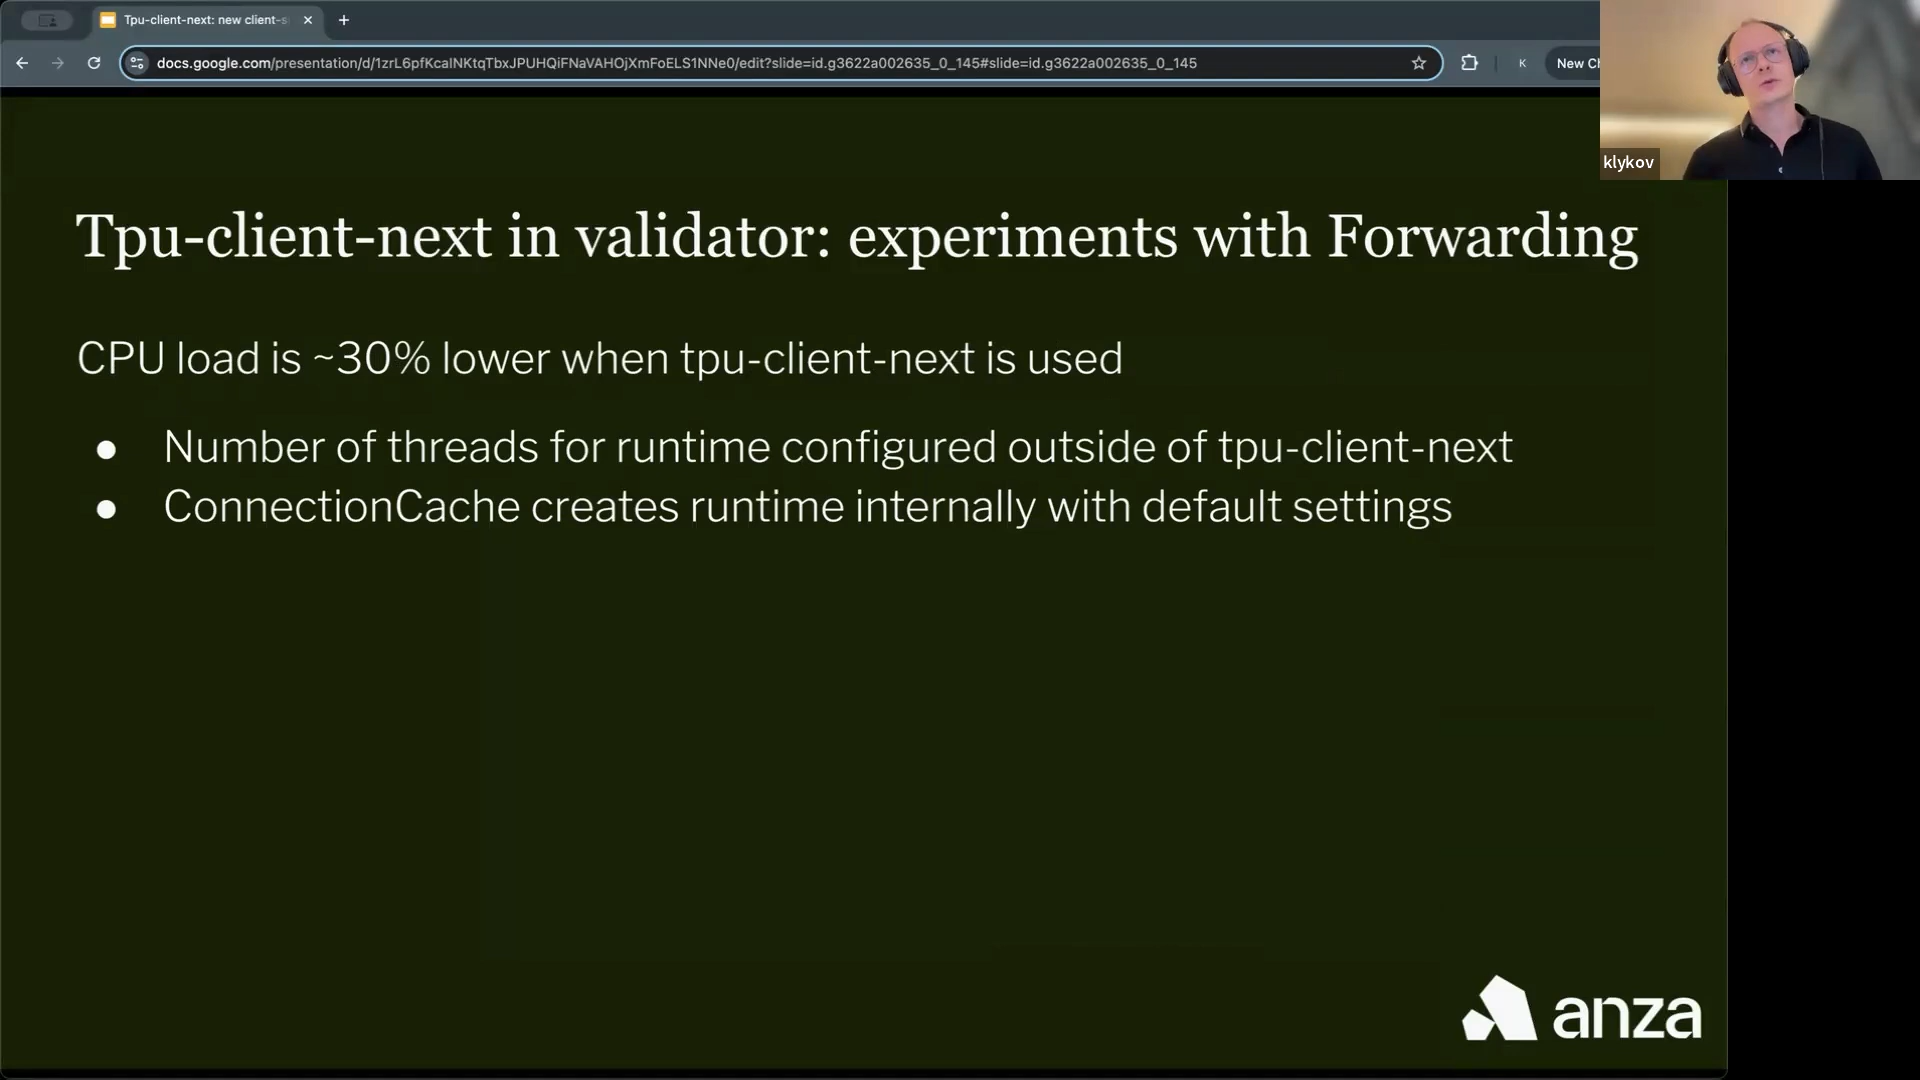 Tpu-client-next: new client-s
docs.google.com/presentation/d/1zrL6pfKcaINKtqTbxJPUHQiFNaVAHOjXmFoELS1NNe0/edit?slide=id.g3622a002635_0_145#slide=id.g3622a002635_0_145
K
New Ch
klykov
Tpu-client-next in validator: experiments with Forwarding
CPU load is ~30% lower when tpu-client-next is used
● Number of threads for runtime configured outside of tpu-client-next
● ConnectionCache creates runtime internally with default settings
anza